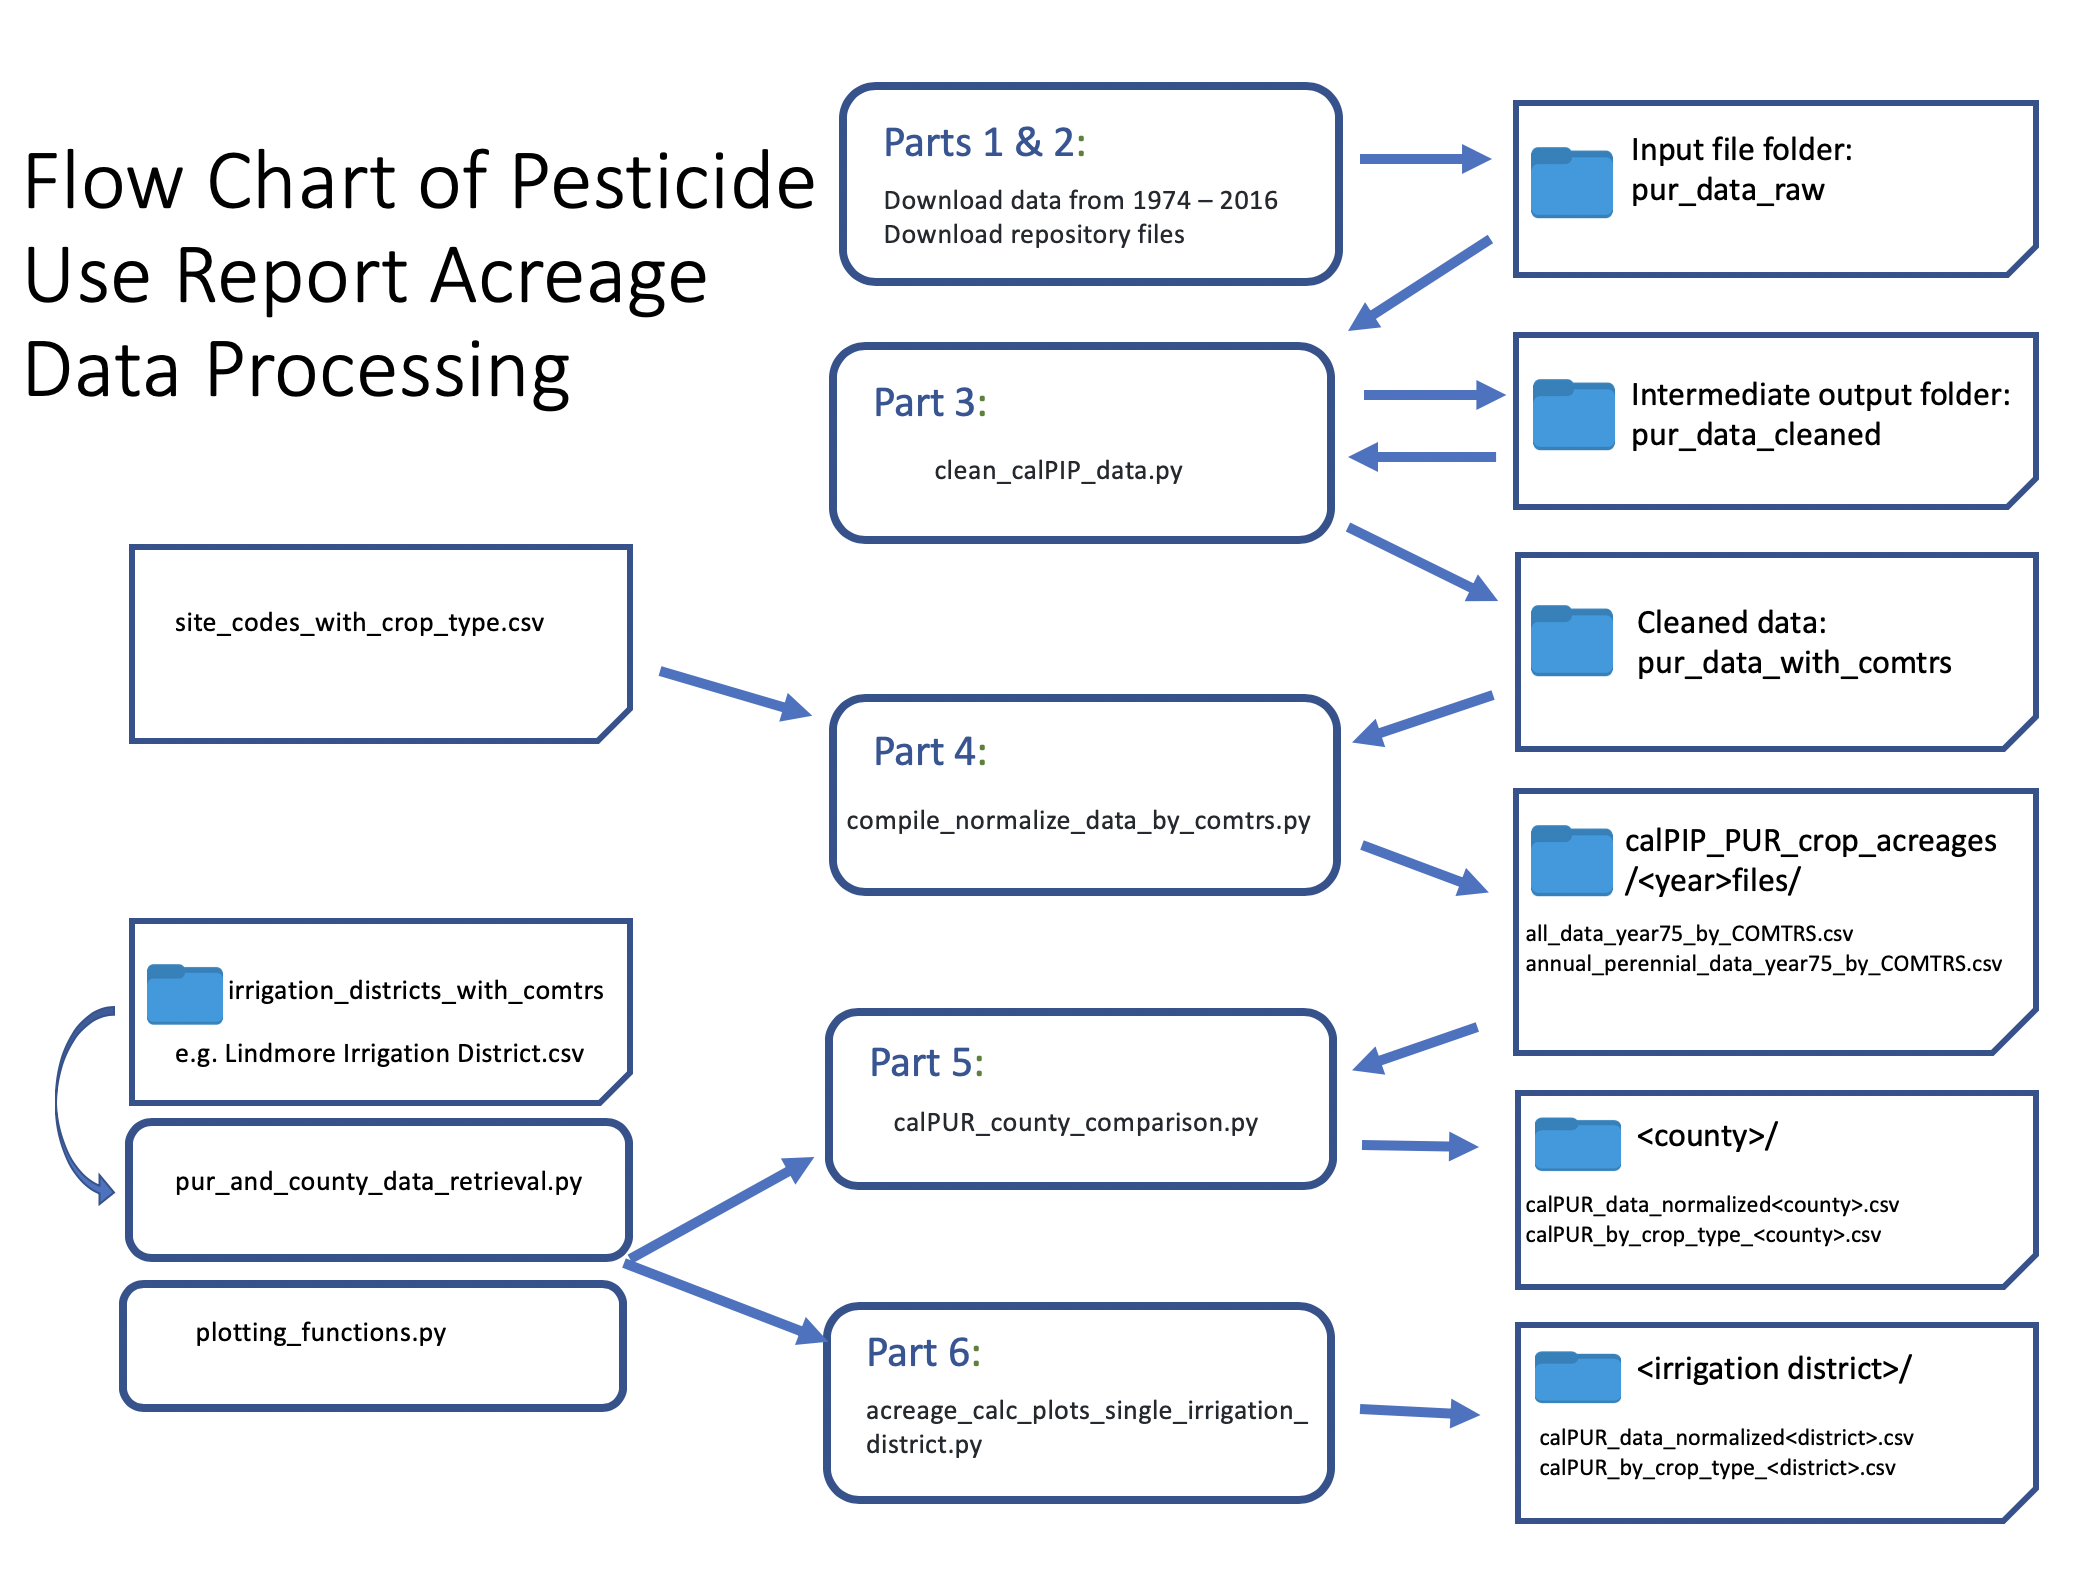 Flow Chart of Pesticide
Use Report Acreage
Data Processing
Parts 1 & 2:
Download data from 1974 – 2016
Download repository files
Input file folder:
pur_data_raw
Part 3:
clean_calPIP_data.py
Intermediate output folder:
pur_data_cleaned
site_codes_with_crop_type.csv
Cleaned data:
pur_data_with_comtrs
Part 4:
compile_normalize_data_by_comtrs.py
calPIP_PUR_crop_acreages
/<year>files/
all_data_year75_by_COMTRS.csv
annual_perennial_data_year75_by_COMTRS.csv
irrigation_districts_with_comtrs
e.g. Lindmore Irrigation District.csv
pur_and_county_data_retrieval.py
plotting_functions.py
Part 5:
calPUR_county_comparison.py
<county>/
calPUR_data_normalized<county>.csv
calPUR_by_crop_type_<county>.csv
Part 6:
acreage_calc_plots_single_irrigation_
district.py
<irrigation district>/
calPUR_data_normalized<district>.csv
calPUR_by_crop_type_<district>.csv